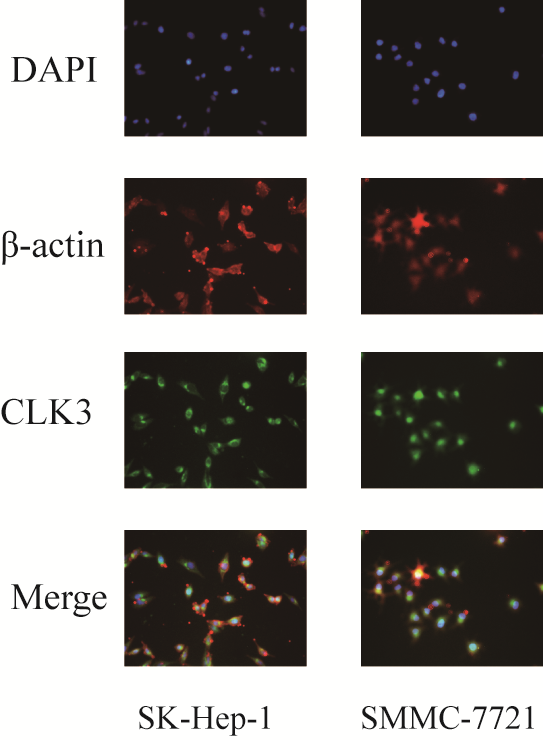 DAPI
β-actin
CLK3
Merge
SK-Hep-1 SMMC-7721